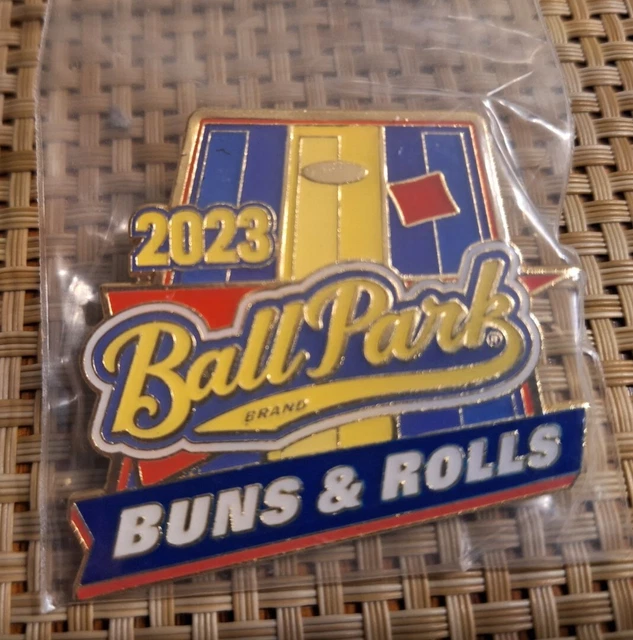 2023
Ball Park®
BRAND
BUNS & ROLLS